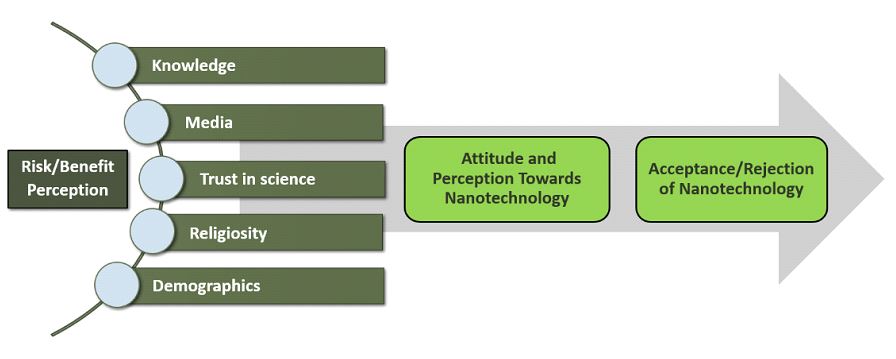 Knowledge
Media
Risk/Benefit
Perception
Trust in science
Religiosity
Demographics
Attitude and
Perception Towards
Nanotechnology
Acceptance/Rejection
of Nanotechnology